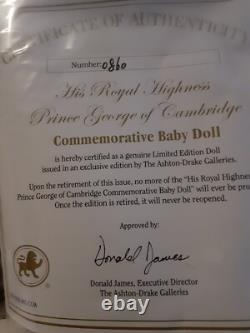 CERTIFICATE OF AUTHENTICITY
Number: 0860
His Royal Highness
Prince George of Cambridge
Commemorative Baby Doll
is hereby certified as a genuine Limited Edition Doll
issued in an exclusive edition by The Ashton-Drake Galleries.
Upon the retirement of this issue, no more of the "His Royal Highness
Prince George of Cambridge Commemorative Baby Doll" will ever be
Once the edition is retired, it will never be reopened.
Approved by:
Donald James
Donald James, Executive Director
The Ashton-Drake Galleries